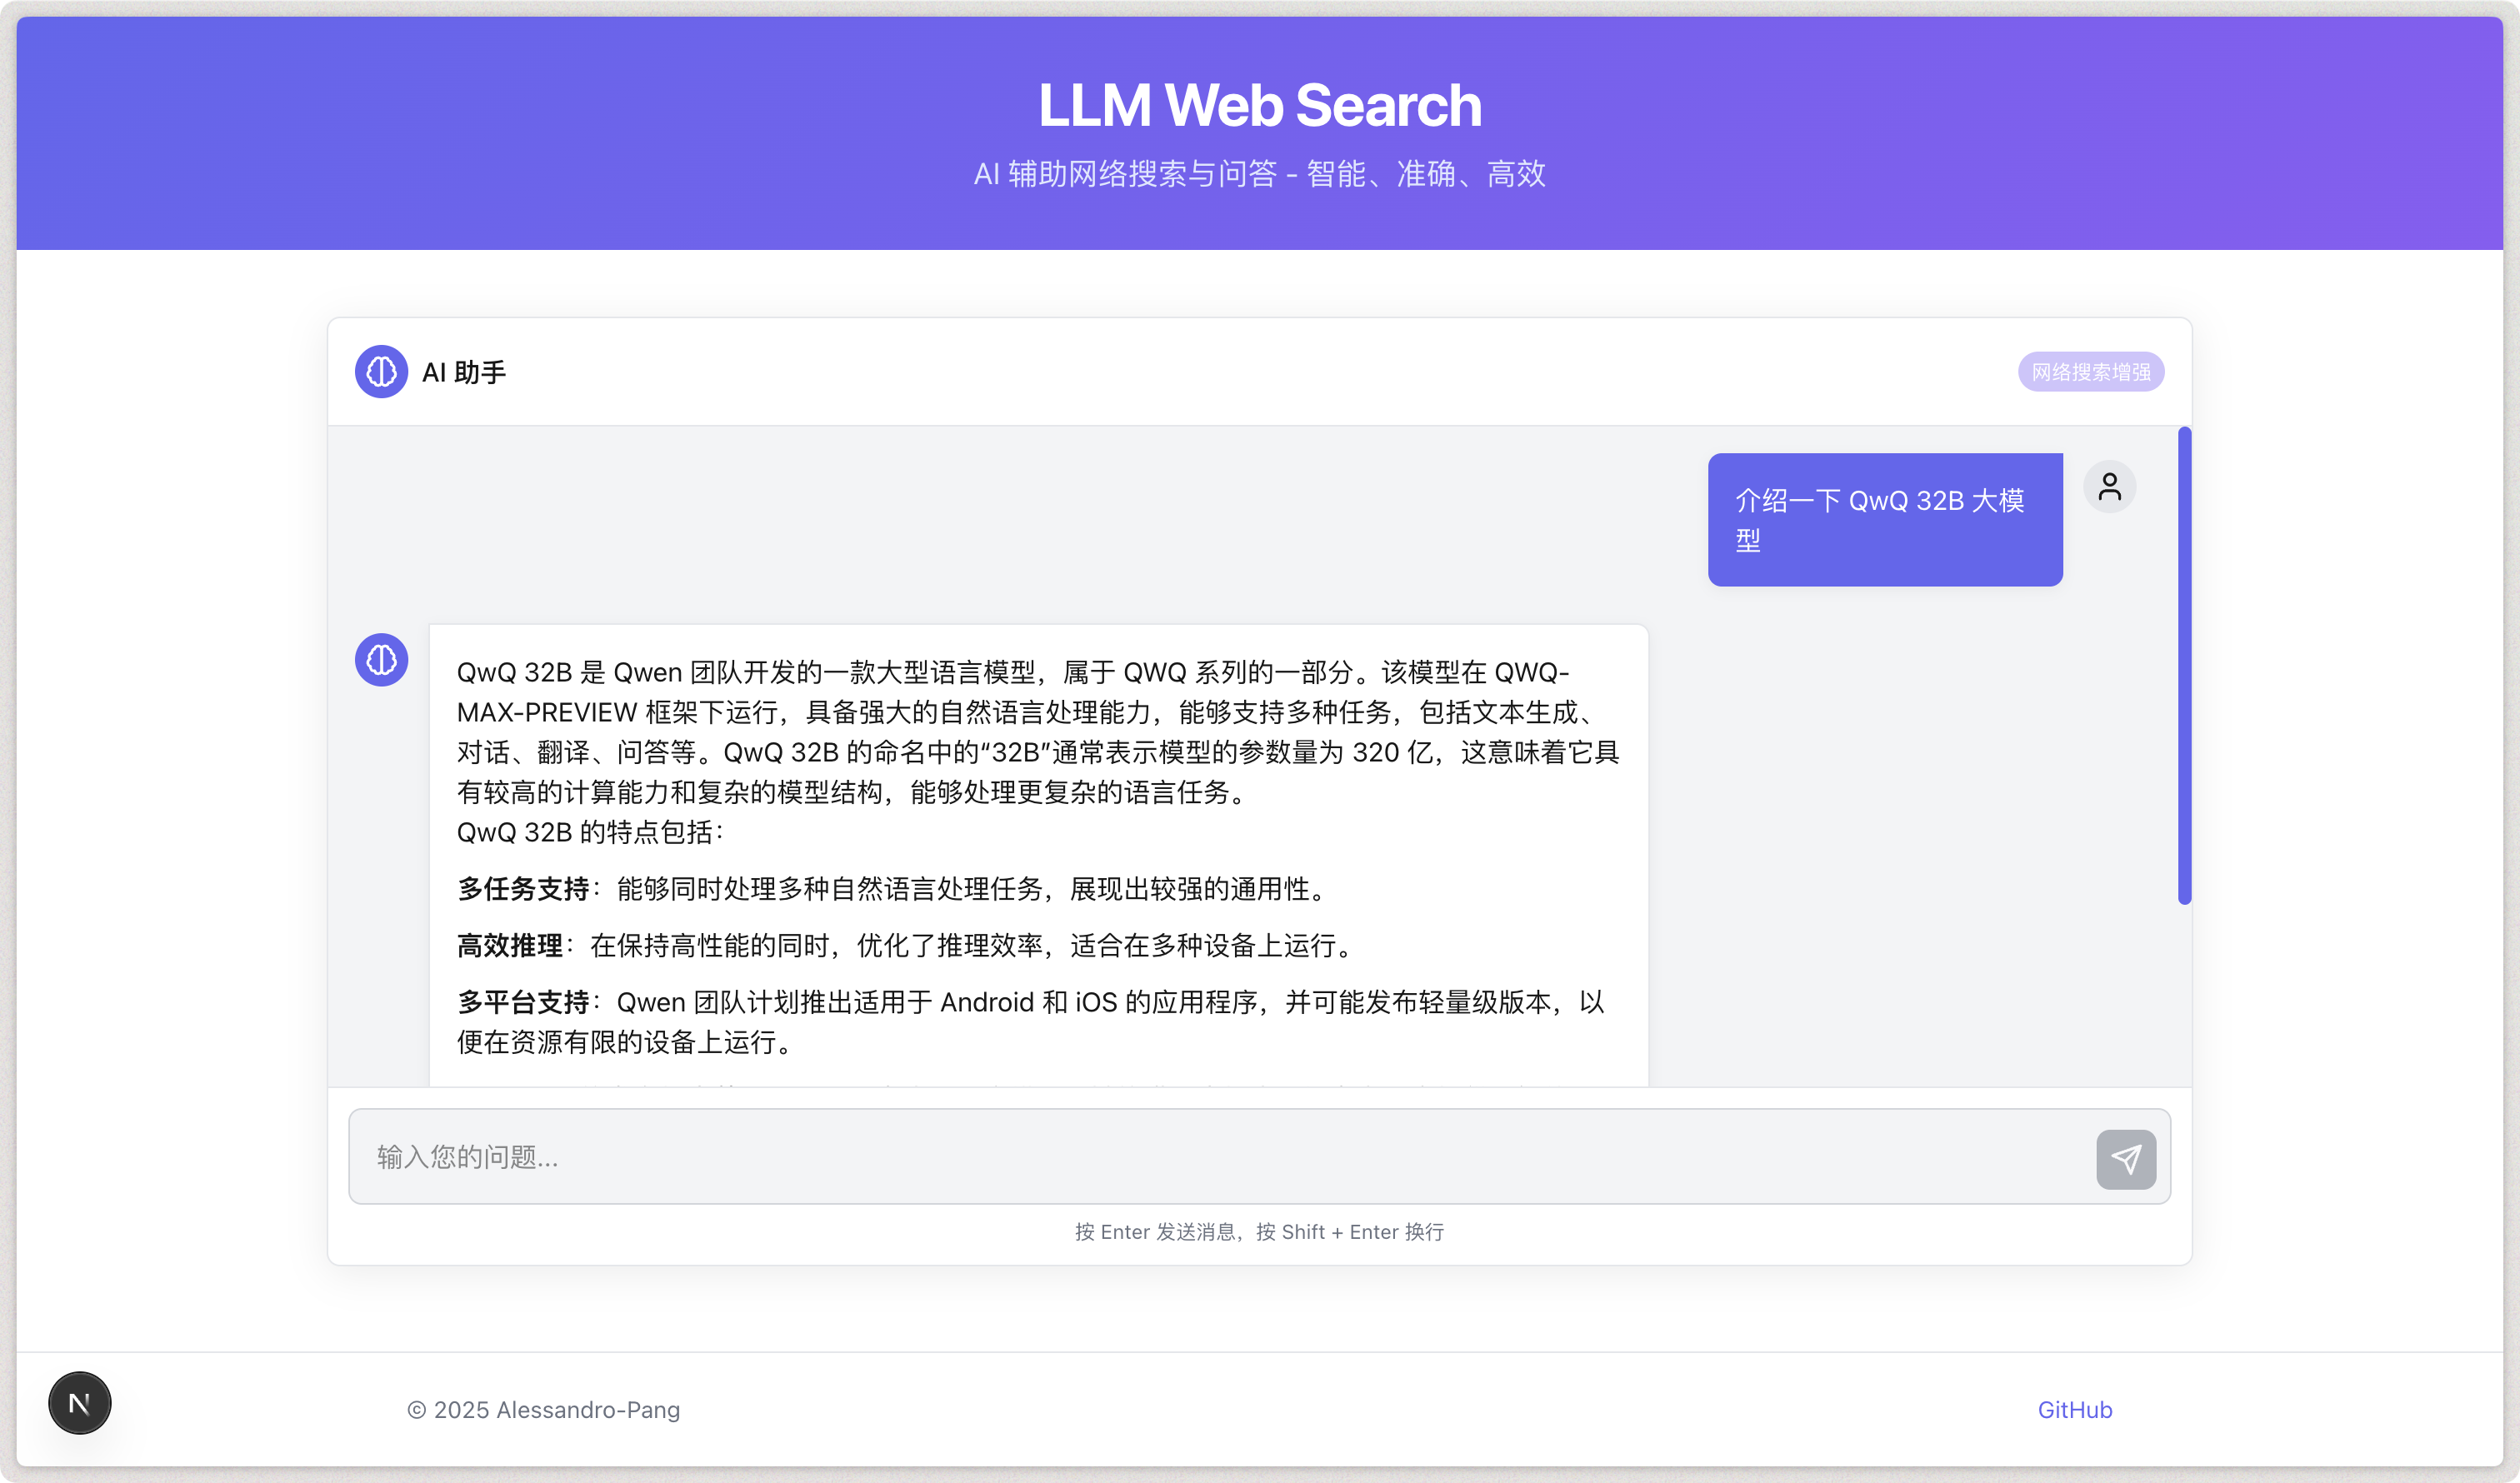 LLM Web Search
AI 辅助网络搜索与问答 - 智能、准确、高效
AI 助手
网络搜索增强
介绍一下 QwQ 32B 大模
型
QwQ 32B 是 Qwen 团队开发的一款大型语言模型，属于 QWQ 系列的一部分。该模型在 QWQ-
MAX-PREVIEW 框架下运行，具备强大的自然语言处理能力，能够支持多种任务，包括文本生成、
对话、翻译、问答等。QwQ 32B 的命名中的“32B”通常表示模型的参数量为 320 亿，这意味着它具
有较高的计算能力和复杂的模型结构，能够处理更复杂的语言任务。
QwQ 32B 的特点包括：
多任务支持：能够同时处理多种自然语言处理任务，展现出较强的通用性。
高效推理：在保持高性能的同时，优化了推理效率，适合在多种设备上运行。
多平台支持：Qwen 团队计划推出适用于 Android 和 iOS 的应用程序，并可能发布轻量级版本，以
便在资源有限的设备上运行。
输入您的问题...
按 Enter 发送消息，按 Shift + Enter 换行
N
© 2025 Alessandro-Pang
GitHub